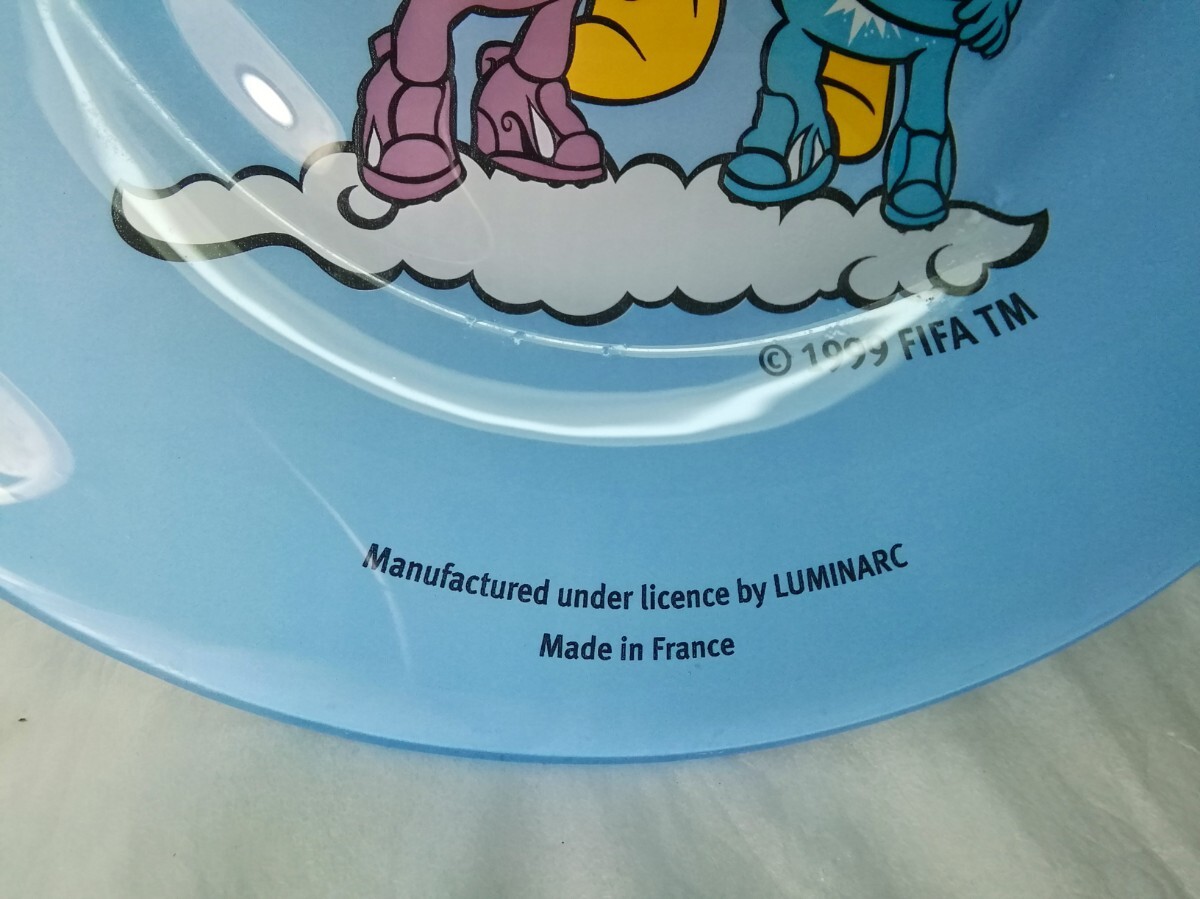 © 1999 FIFA TM
Manufactured under licence by LUMINARC
Made in France